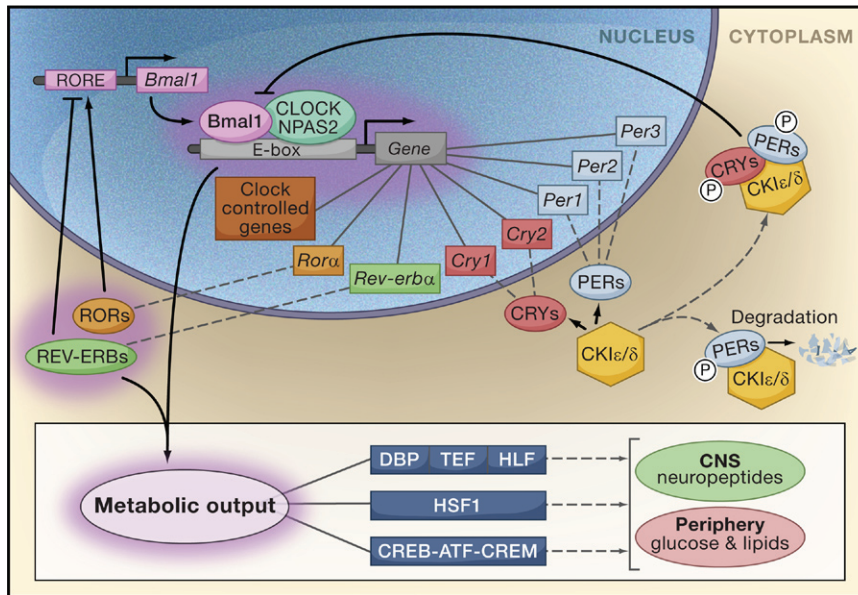 NUCLEUS
CYTOPLASM
RORE
Bmal1
Bmal1
CLOCK
NPAS2
E-box
Gene
Per3
Per2
Per1
P
PERs
CRYs
P
CKIε/δ
Clock
controlled
genes
Rorα
Rev-erbα
Cry1
Cry2
PERs
CRYs
CKIε/δ
RORs
REV-ERBs
Degradation
PERs
P
CKIε/δ
Metabolic output
DBP
TEF
HLF
HSF1
CREB-ATF-CREM
CNS
neuropeptides
Periphery
glucose & lipids